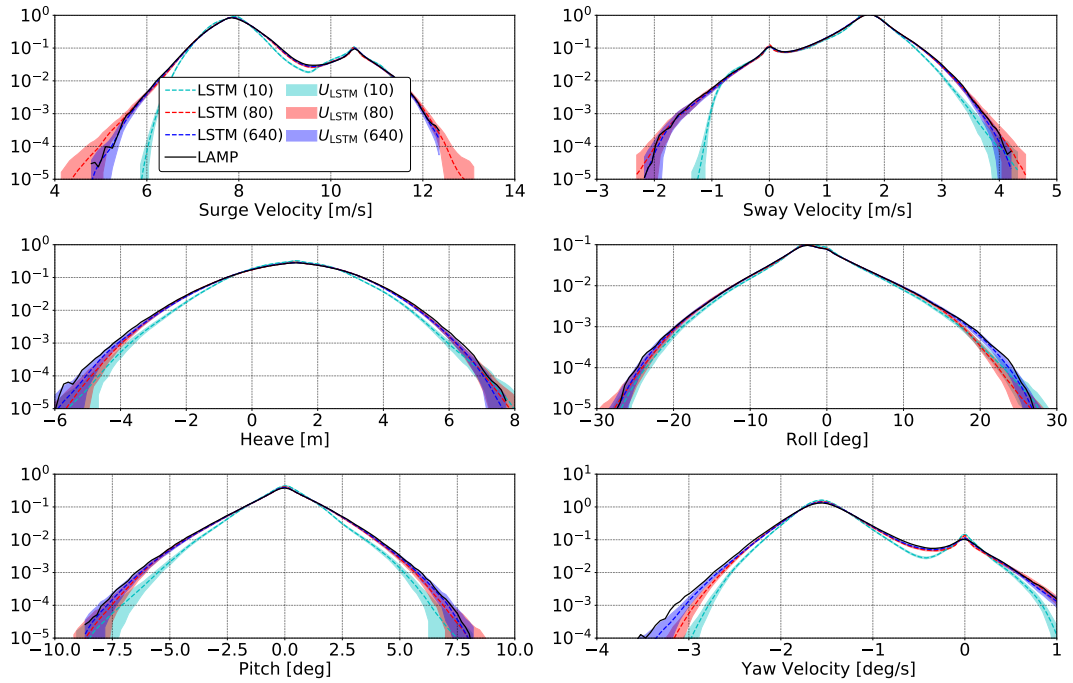 10^0
10^-1
10^-2
10^-3
10^-4
10^-5
4 6 8 10 12 14
Surge Velocity [m/s]
LSTM (10) U_LSTM (10)
LSTM (80) U_LSTM (80)
LSTM (640) U_LSTM (640)
LAMP
10^0
10^-1
10^-2
10^-3
10^-4
10^-5
−3 −2 −1 0 1 2 3 4 5
Sway Velocity [m/s]
10^0
10^-1
10^-2
10^-3
10^-4
10^-5
−6 −4 −2 0 2 4 6 8
Heave [m]
10^-1
10^-2
10^-3
10^-4
10^-5
−30 −20 −10 0 10 20 30
Roll [deg]
10^0
10^-1
10^-2
10^-3
10^-4
10^-5
−10.0 −7.5 −5.0 −2.5 0.0 2.5 5.0 7.5 10.0
Pitch [deg]
10^1
10^0
10^-1
10^-2
10^-3
10^-4
−4 −3 −2 −1 0 1
Yaw Velocity [deg/s]